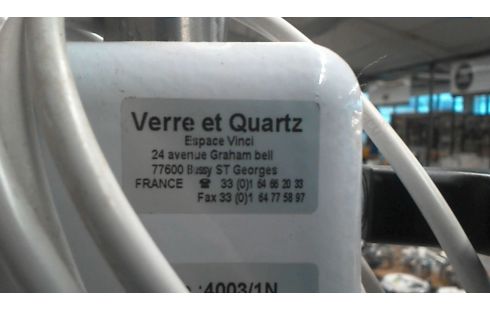 Verre et Quartz
Espace Vinci
24 avenue Graham bell
77600 Bussy ST Georges
FRANCE ☎ 33 (0)1 64 66 20 33
Fax 33 (0)1 64 77 58 97
:4003/1N